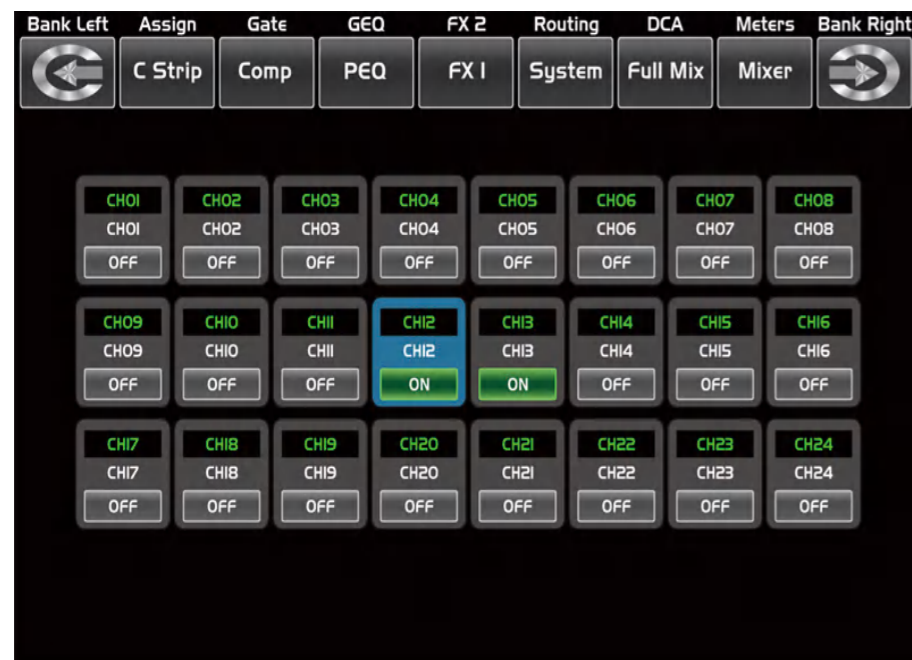 Bank Left Assign Gate GEQ FX 2 Routing DCA Meters Bank Right
C Strip Comp PEQ FX 1 System Full Mix Mixer
CH01 CH02 CH03 CH04 CH05 CH06 CH07 CH08
CH01 CH02 CH03 CH04 CH05 CH06 CH07 CH08
OFF OFF OFF OFF OFF OFF OFF OFF
CH09 CH10 CH11 CH12 CH13 CH14 CH15 CH16
CH09 CH10 CH11 CH12 CH13 CH14 CH15 CH16
OFF OFF OFF ON ON OFF OFF OFF
CH17 CH18 CH19 CH20 CH21 CH22 CH23 CH24
CH17 CH18 CH19 CH20 CH21 CH22 CH23 CH24
OFF OFF OFF OFF OFF OFF OFF OFF